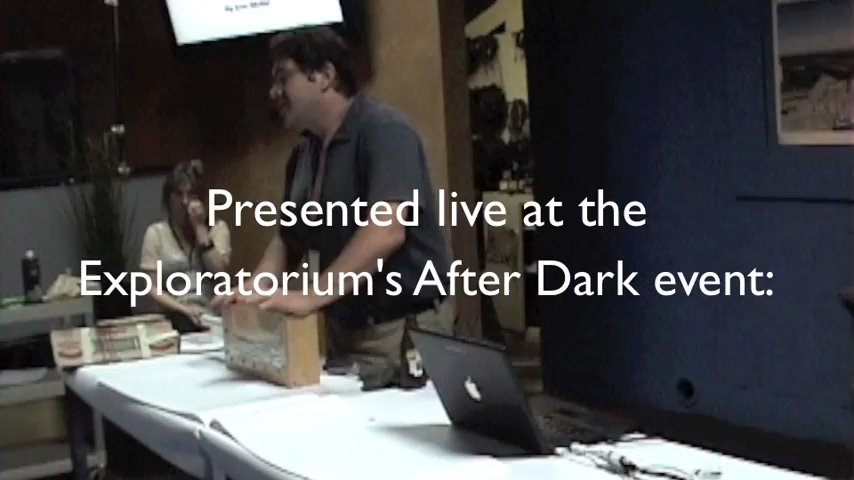 Presented live at the
Exploratorium's After Dark event: